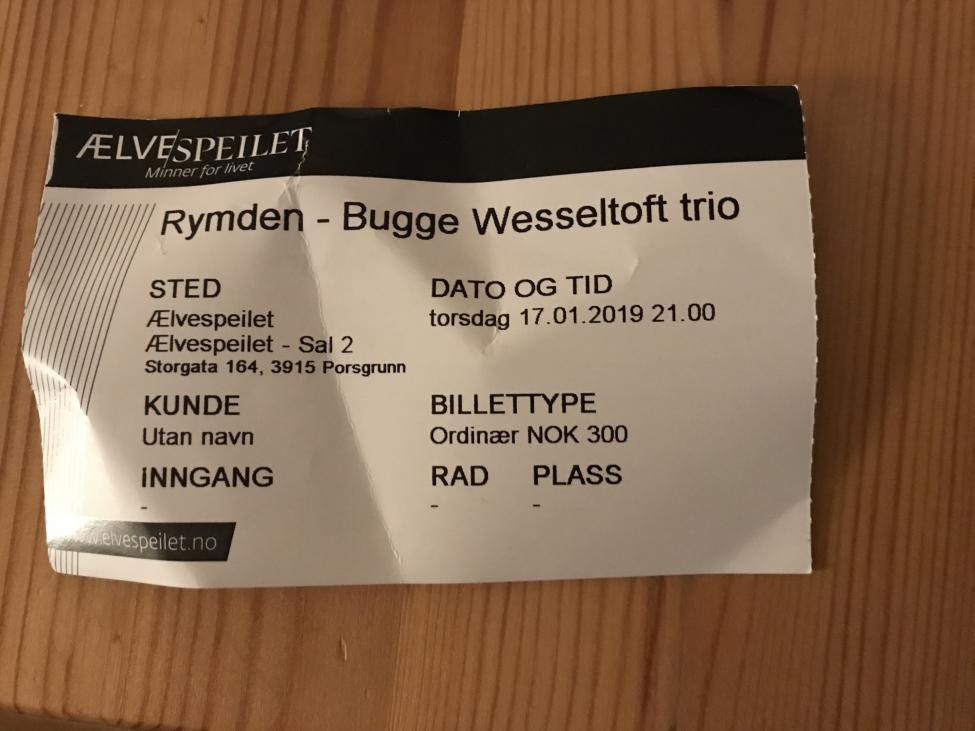 ÆLVESPEILET
Minner for livet
Rymden - Bugge Wesseltoft trio
STED
Ælvespeilet
Ælvespeilet - Sal 2
Storgata 164, 3915 Porsgrunn
DATO OG TID
torsdag 17.01.2019 21.00
KUNDE
Utan navn
BILLETTYPE
Ordinær NOK 300
INNGANG
-
RAD PLASS
- -
www.elvespeilet.no